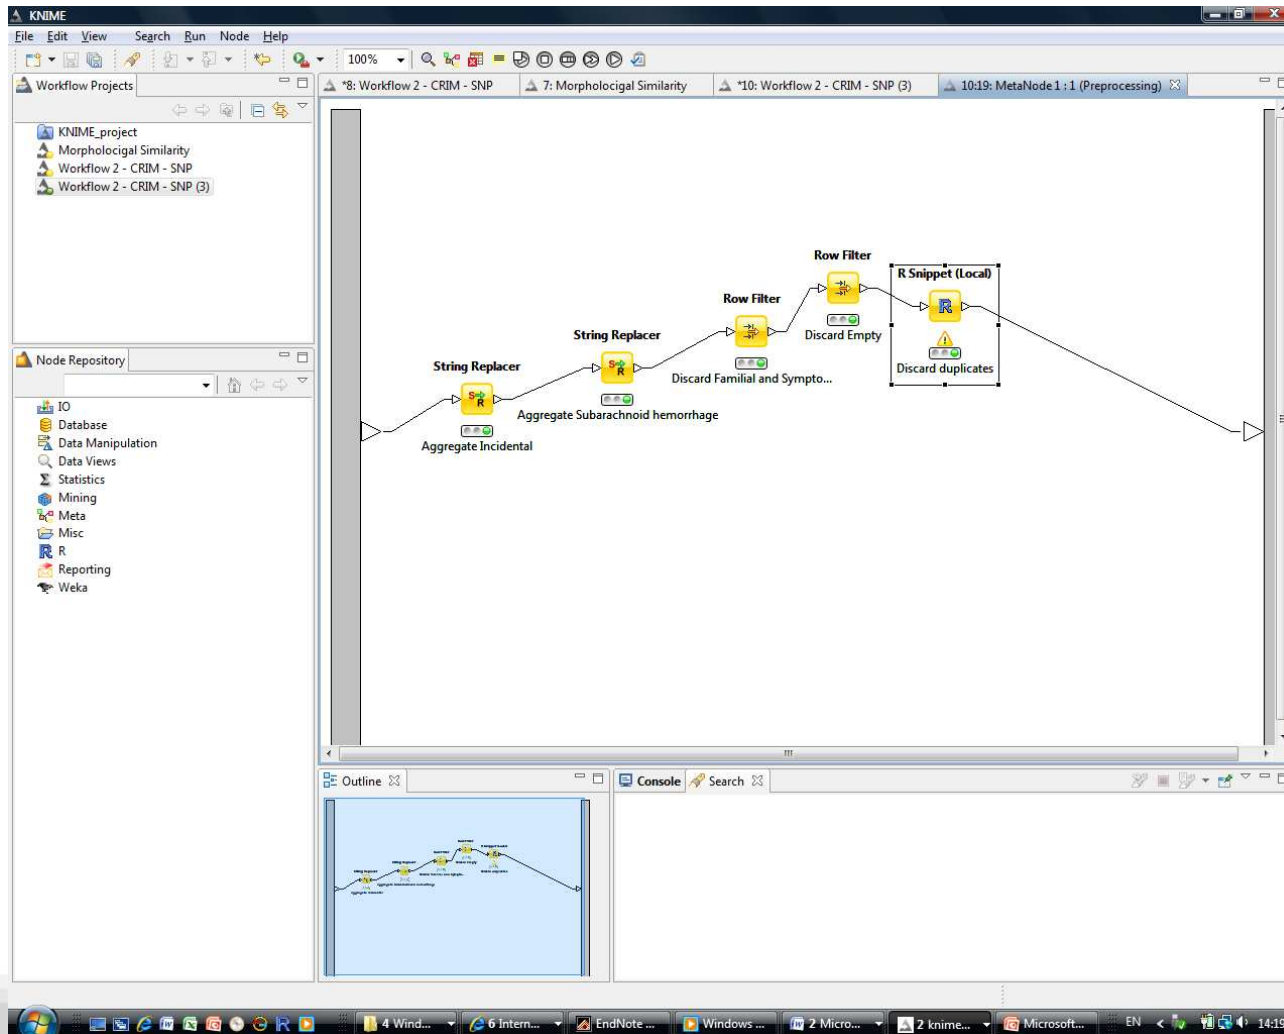 KNIME
File Edit View Search Run Node Help
100%
Workflow Projects
*8: Workflow 2 - CRIM - SNP
7: Morphologcigal Similarity
*10: Workflow 2 - CRIM - SNP (3)
10:19: MetaNode 1 : 1 (Preprocessing)
KNIME_project
Morphologcigal Similarity
Workflow 2 - CRIM - SNP
Workflow 2 - CRIM - SNP (3)
Row Filter
R Snippet (Local)
Row Filter
Discard Empty
String Replacer
Discard duplicates
String Replacer
Discard Familial and Sympto...
Aggregate Subarachnoid hemorrhage
Aggregate Incidental
Node Repository
IO
Database
Data Manipulation
Data Views
Statistics
Mining
Meta
Misc
R
Reporting
Weka
Outline
Console
Search
4 Wind...
6 Intern...
EndNote ...
Windows ...
2 Micro...
2 knime...
Microsoft...
EN